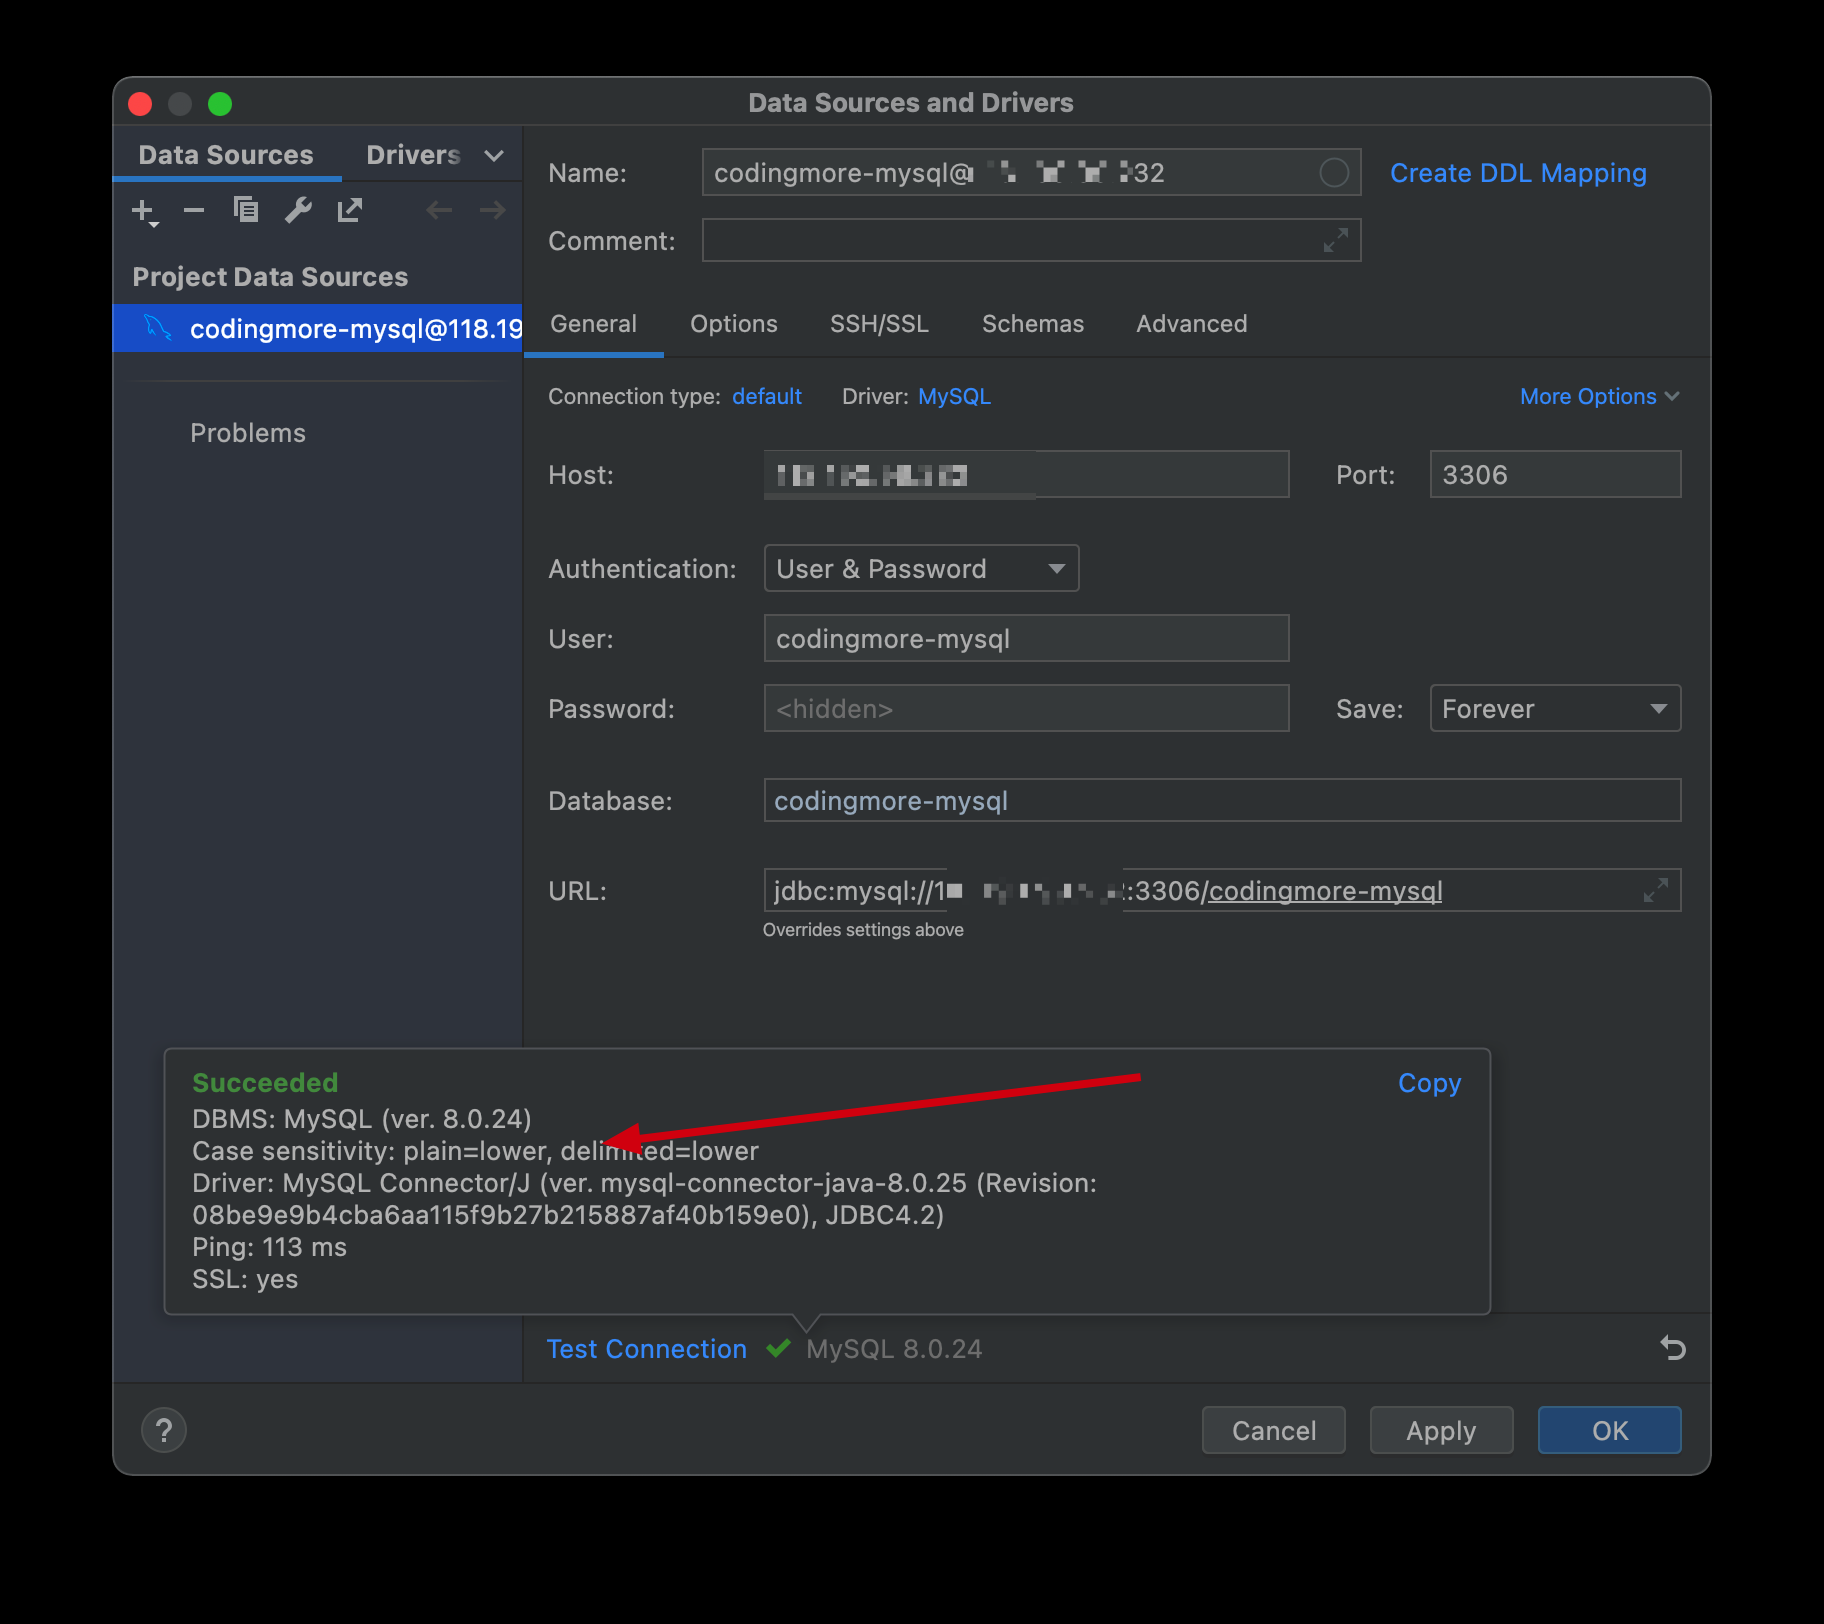 Data Sources and Drivers
Data Sources Drivers
Project Data Sources
codingmore-mysql@118.19
Problems
Name: codingmore-mysql@ 32 Create DDL Mapping
Comment:
General Options SSH/SSL Schemas Advanced
Connection type: default Driver: MySQL More Options
Host: Port: 3306
Authentication: User & Password
User: codingmore-mysql
Password: <hidden> Save: Forever
Database: codingmore-mysql
URL: jdbc:mysql://1 :3306/codingmore-mysql
Overrides settings above
Succeeded Copy
DBMS: MySQL (ver. 8.0.24)
Case sensitivity: plain=lower, delimited=lower
Driver: MySQL Connector/J (ver. mysql-connector-java-8.0.25 (Revision:
08be9e9b4cba6aa115f9b27b215887af40b159e0), JDBC4.2)
Ping: 113 ms
SSL: yes
Test Connection MySQL 8.0.24
? Cancel Apply OK